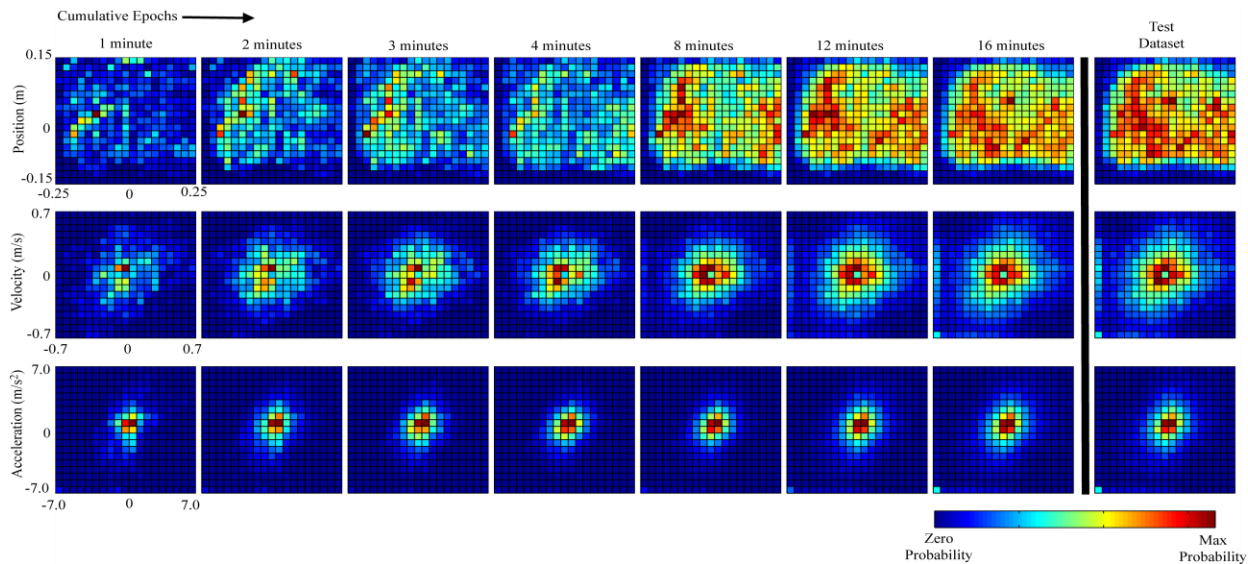 Cumulative Epochs
1 minute 2 minutes 3 minutes 4 minutes 8 minutes 12 minutes 16 minutes Test
Dataset
Position (m)
0.15
0
-0.15
-0.25 0 0.25
Velocity (m/s)
0.7
0
-0.7
-0.7 0 0.7
Acceleration (m/s²)
7.0
0
-7.0
-7.0 0 7.0
Zero
Probability
Max
Probability